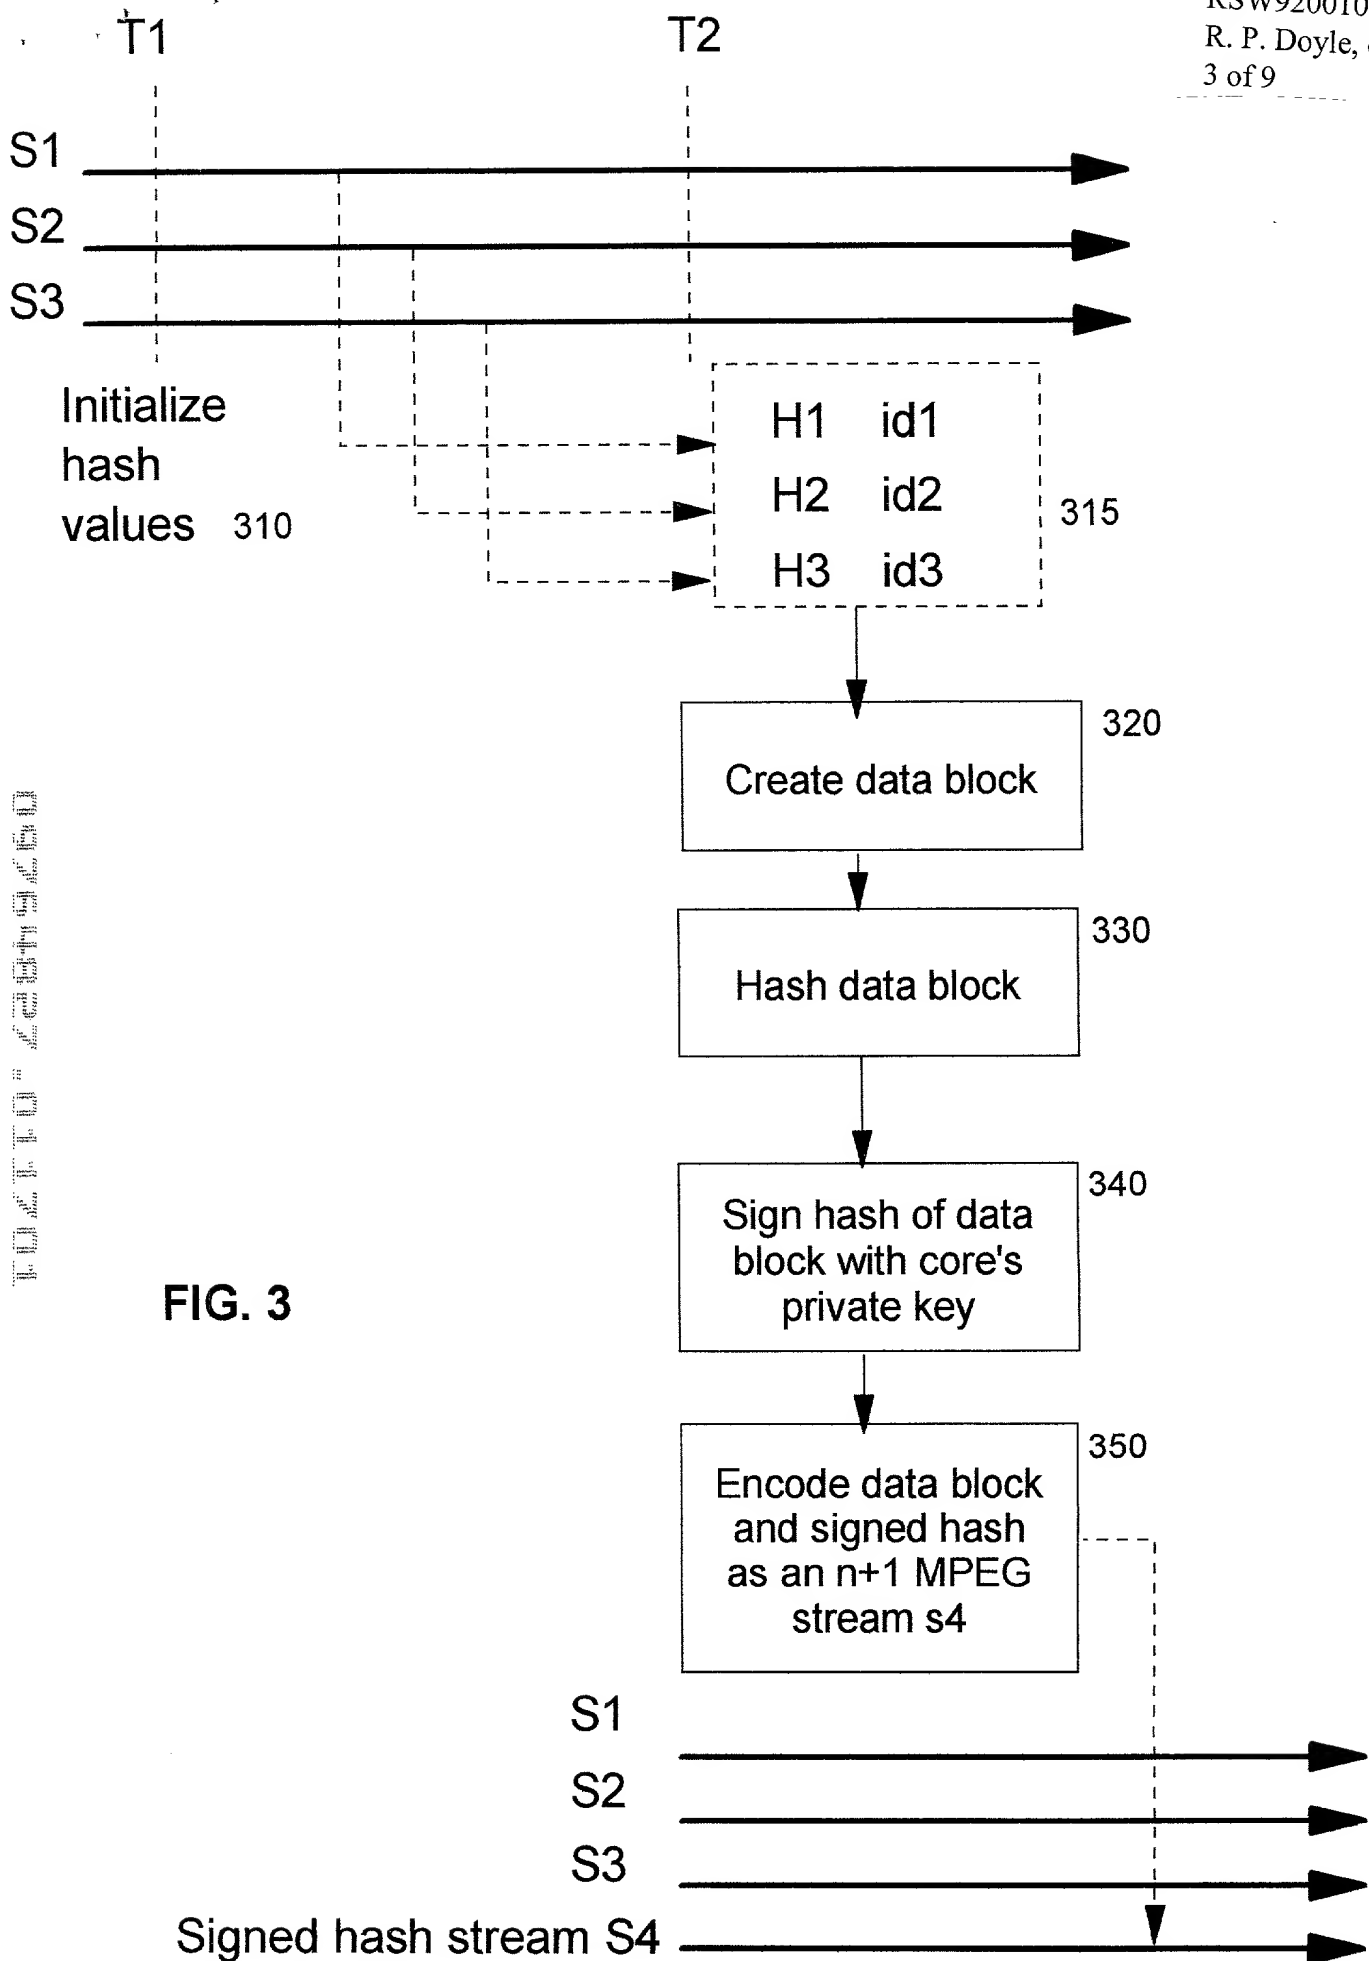 R. P. Doyle,
3 of 9
T1
T2
S1
S2
S3
Initialize
hash
values 310
H1 id1
H2 id2
H3 id3
315
320
Create data block
330
Hash data block
340
Sign hash of data
block with core's
private key
FIG. 3
350
Encode data block
and signed hash
as an n+1 MPEG
stream s4
S1
S2
S3
Signed hash stream S4